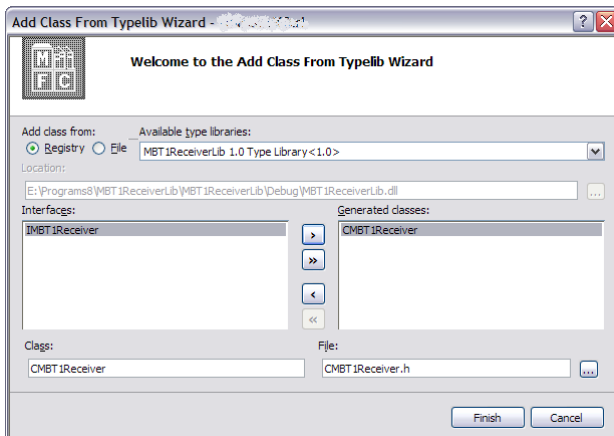 Add Class From Typelib Wizard -
MFC
Welcome to the Add Class From Typelib Wizard
Add class from:
Available type libraries:
Registry File
MBT1ReceiverLib 1.0 Type Library<1.0>
Location:
E:\Programs8\MBT1ReceiverLib\MBT1ReceiverLib\Debug\MBT1ReceiverLib.dll
...
Interfaces:
Generated classes:
IMBT1Receiver
>
CMBT1Receiver
>>
<
<<
Class:
File:
CMBT1Receiver
CMBT1Receiver.h
...
Finish Cancel